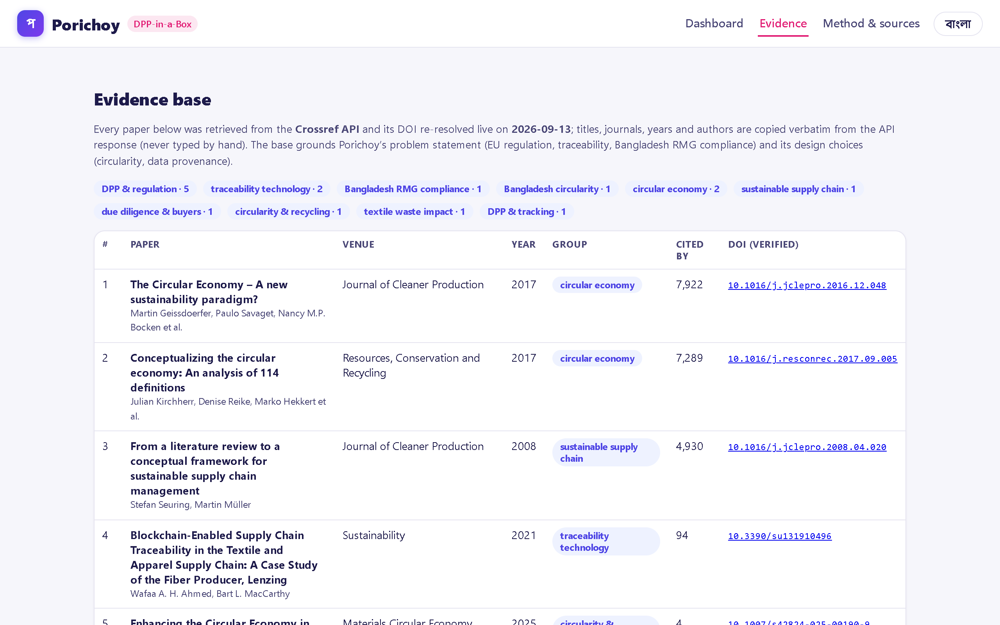 প Porichoy DPP-in-a-Box Dashboard Evidence Method & sources বাংলা
Evidence base
Every paper below was retrieved from the Crossref API and its DOI re-resolved live on 2026-09-13; titles, journals, years and authors are copied verbatim from the API
response (never typed by hand). The base grounds Porichoy’s problem statement (EU regulation, traceability, Bangladesh RMG compliance) and its design choices
(circularity, data provenance).
DPP & regulation · 5 traceability technology · 2 Bangladesh RMG compliance · 1 Bangladesh circularity · 1 circular economy · 2 sustainable supply chain · 1
due diligence & buyers · 1 circularity & recycling · 1 textile waste impact · 1 DPP & tracking · 1
# PAPER VENUE YEAR GROUP CITED BY DOI (VERIFIED)
1 The Circular Economy – A new Journal of Cleaner Production 2017 circular economy 7,922 10.1016/j.jclepro.2016.12.048
sustainability paradigm?
Martin Geissdoerfer, Paulo Savaget, Nancy M.P.
Bocken et al.
2 Conceptualizing the circular Resources, Conservation and 2017 circular economy 7,289 10.1016/j.resconrec.2017.09.005
economy: An analysis of 114 Recycling
definitions
Julian Kirchherr, Denise Reike, Marko Hekkert et
al.
3 From a literature review to a Journal of Cleaner Production 2008 sustainable supply 4,930 10.1016/j.jclepro.2008.04.020
conceptual framework for chain
sustainable supply chain
management
Stefan Seuring, Martin Müller
4 Blockchain-Enabled Supply Chain Sustainability 2021 traceability 94 10.3390/su131910496
Traceability in the Textile and technology
Apparel Supply Chain: A Case Study
of the Fiber Producer, Lenzing
Wafaa A. H. Ahmed, Bart L. MacCarthy
5 Enhancing the Circular Economy in Materials Circular Economy 2025 circularity & 4 10.1007/s42824-025-00190-9